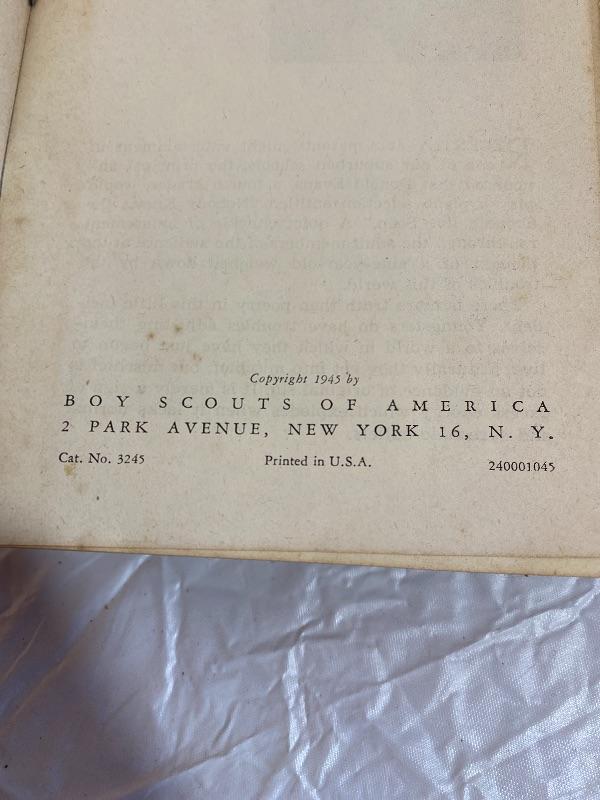 Copyright 1945 by
BOY SCOUTS OF AMERICA
2 PARK AVENUE, NEW YORK 16, N. Y.
Cat. No. 3245 Printed in U.S.A. 240001045